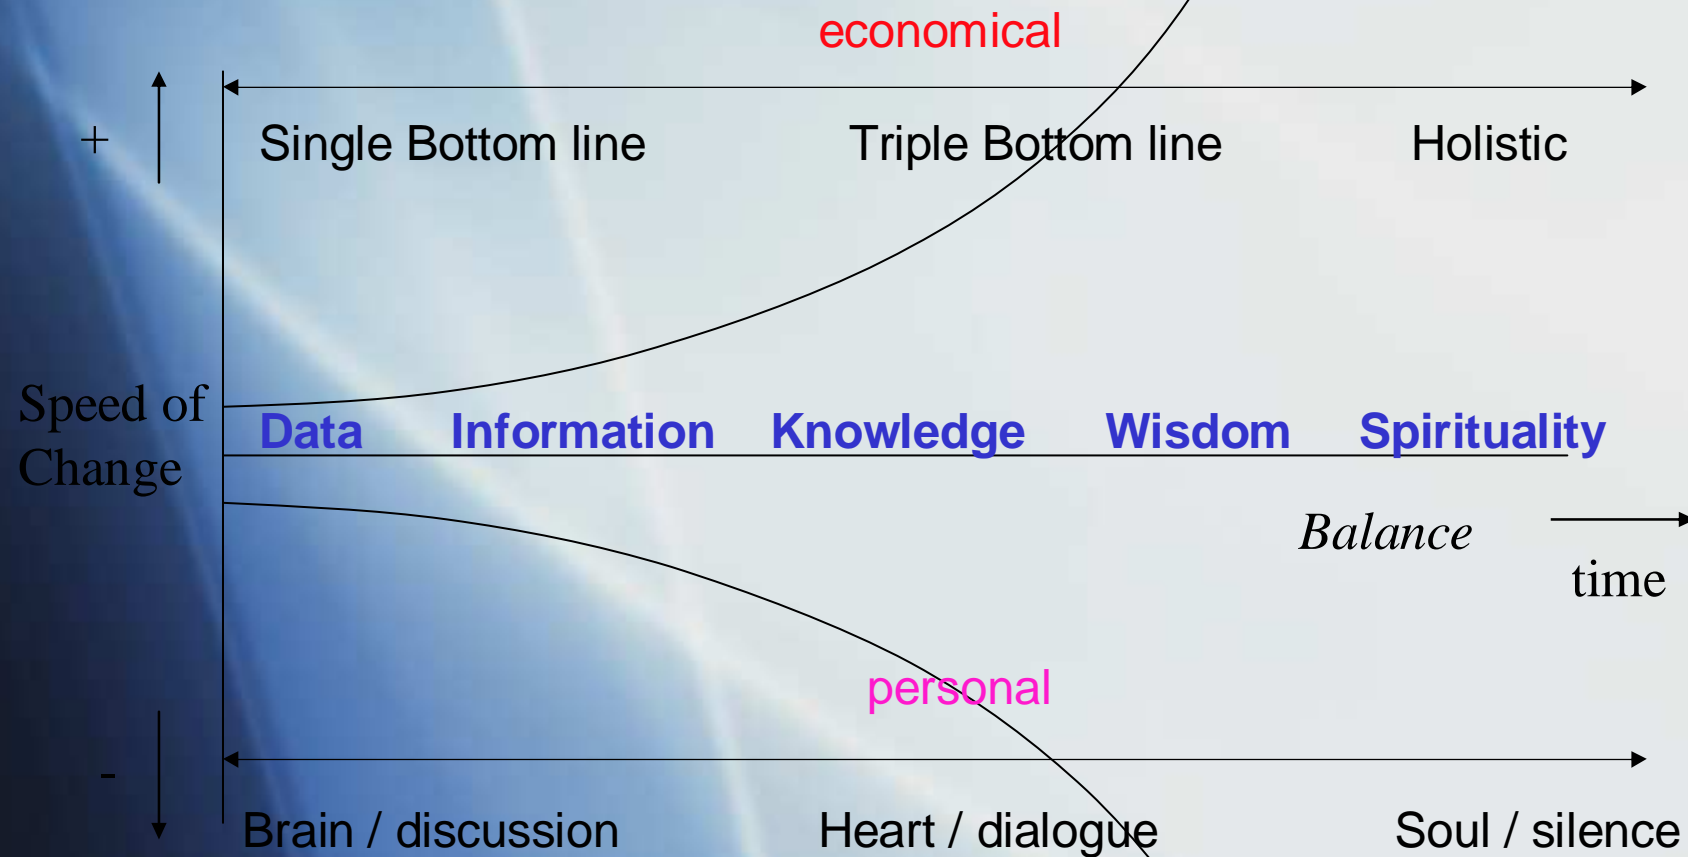 economical
+
Single Bottom line Triple Bottom line Holistic
Speed of
Change
Data Information Knowledge Wisdom Spirituality
Balance
time
personal
-
Brain / discussion Heart / dialogue Soul / silence